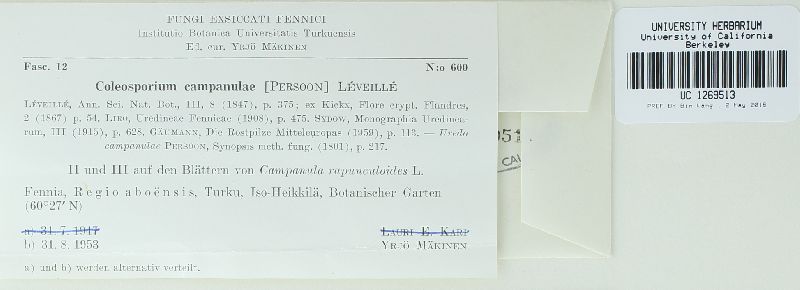 FUNGI EXSICCATI FENNICI
Instituto Botanica Universitatis Turkuensis
Ed. cur. YRJÖ MÄKINEN
Fasc. 12 N:o 600
Coleosporium campanulae [PERSOON] LÉVEILLÉ
LÉVEILLÉ, Ann. Sci. Nat. Bot., III, 8 (1847), p. 375; ex Kickx, Flore crypt. Flandres,
2 (1867) p. 54, LIRO, Uredineae Fennicae (1908), p. 475. SYDOW, Monographia Uredinea-
rum, III (1915), p. 628, GÄUMANN, Die Rostpilze Mitteleuropas (1959), p. 113. — Uredo
campanulae PERSOON, Synopsis meth. fung. (1801), p. 217.
II und III auf den Blättern von Campanula rapunculoides L.
Fennia, Regio aboënsis, Turku, Iso-Heikkilä, Botanischer Garten
(60°27′ N)
a) 31. 7. 1947 LAURI E. KARI
b) 31. 8. 1953 YRJÖ MÄKINEN
a) und b) werden alternativ verteilt.
51
CAL
UNIVERSITY HERBARIUM
University of California
Berkeley
UC 1263513